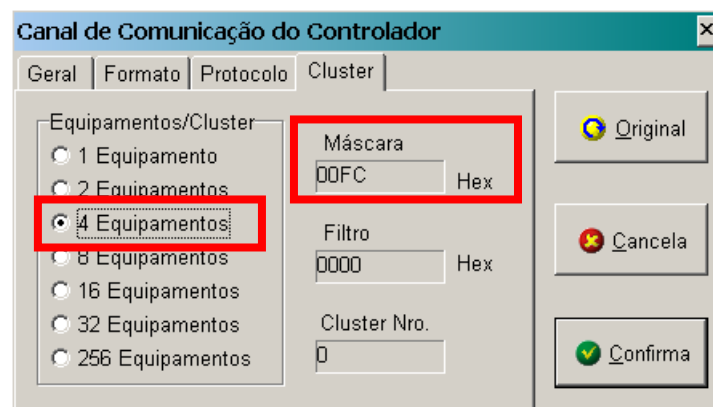 Canal de Comunicação do Controlador
Geral Formato Protocolo Cluster
Equipamentos/Cluster
1 Equipamento
2 Equipamentos
4 Equipamentos
8 Equipamentos
16 Equipamentos
32 Equipamentos
256 Equipamentos
Máscara
00FC Hex
Filtro
0000 Hex
Cluster Nro.
0
Original
Cancela
Confirma